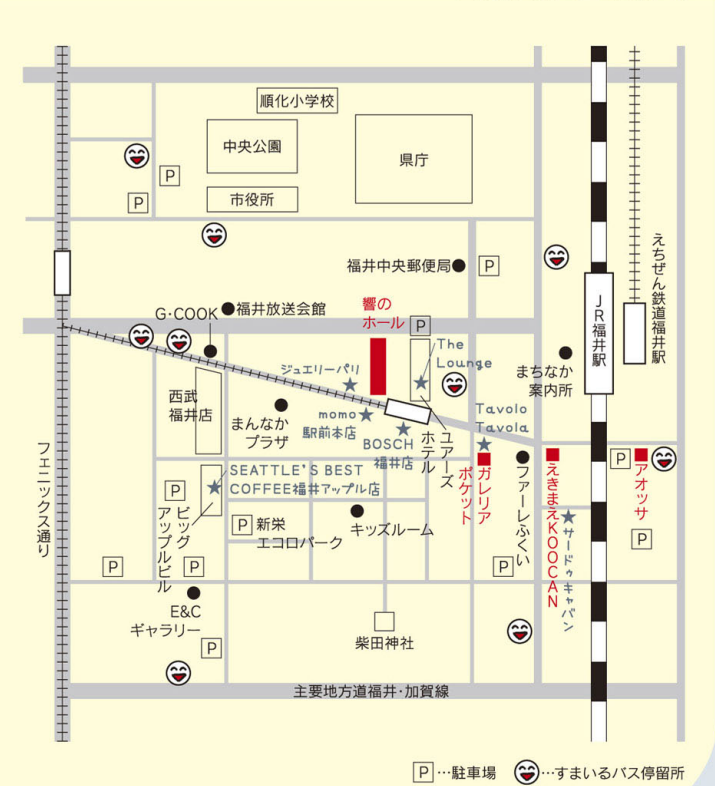 順化小学校
中央公園
県庁
P
市役所
P
福井中央郵便局
P
えちぜん鉄道福井駅
JR福井駅
G・COOK
福井放送会館
響の
ホール
P
The
Lounge
まちなか
案内所
ジュエリーパリ
西武
福井店
まんなか
プラザ
momo
駅前本店
BOSCH
福井店
ユアーズ
ホテル
Tavolo
Tavola
フェニックス通り
SEATTLE'S BEST
COFFEE福井アップル店
P
ビッグ
アップルビル
P
新栄
エコロパーク
キッズルーム
ガレリア
ポケット
ファーレふくい
えきまえKOOCAN
サードゥキャバン
P
アオッサ
P
P
P
P
E&C
ギャラリー
P
柴田神社
主要地方道福井・加賀線
P…駐車場
…すまいるバス停留所